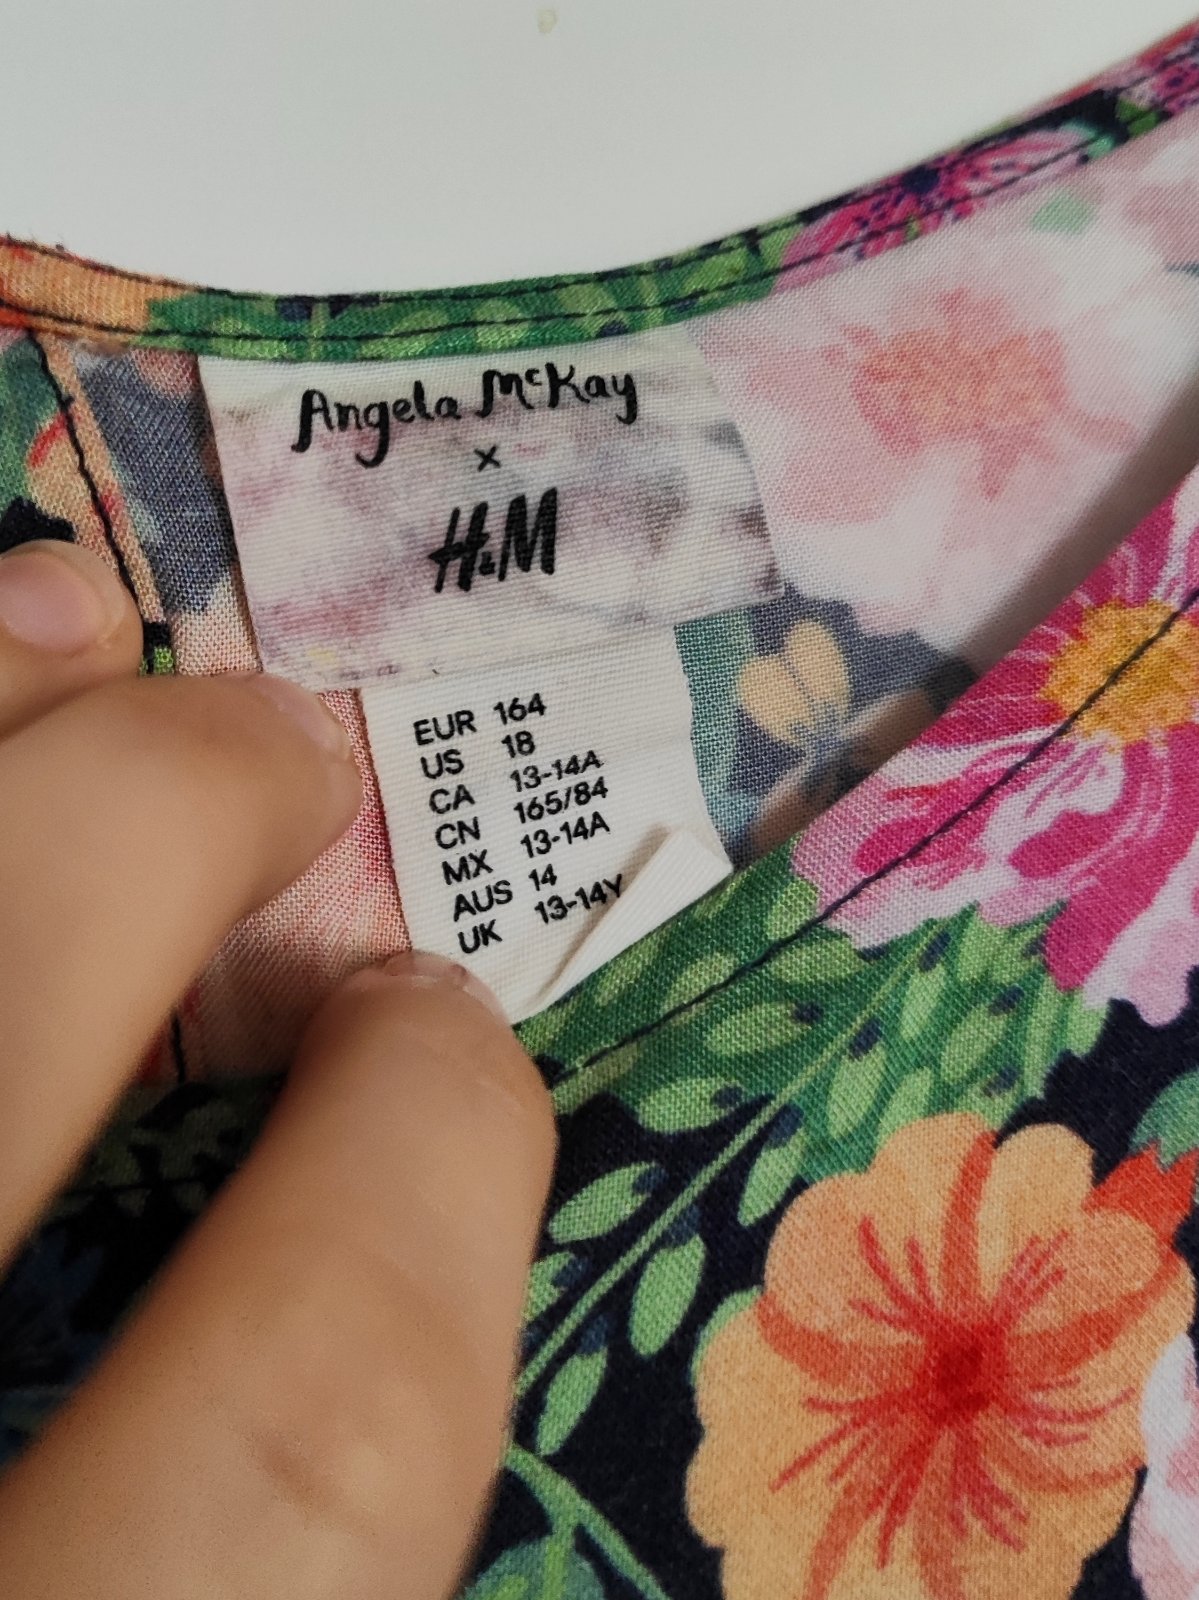 Angela McKay
x
H&M
EUR 164
US 18
CA 13-14A
CN 165/84
MX 13-14A
AUS 14
UK 13-14Y